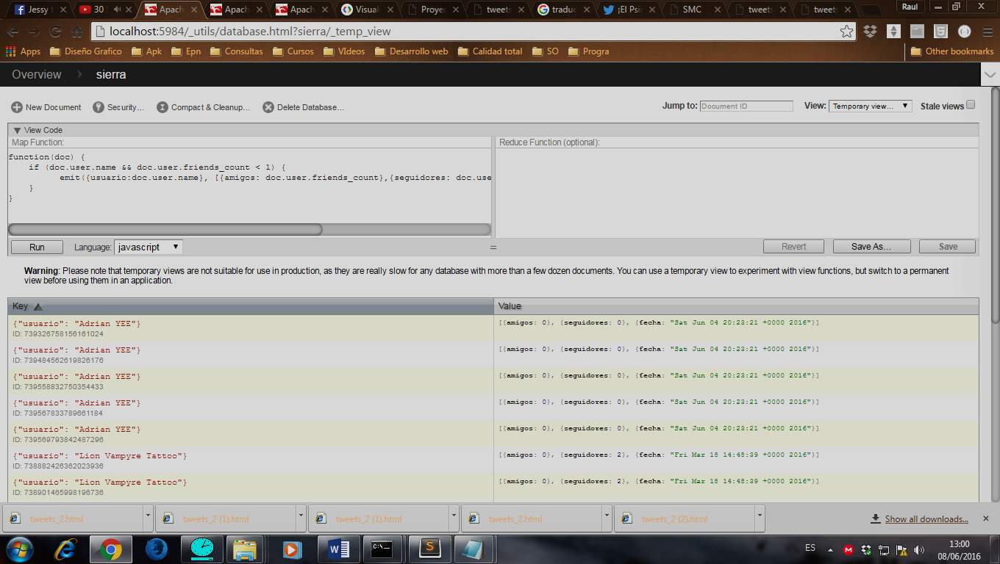 Jessy
30
Apach
Apach
Apach
Visuali
Proye
tweets
traduc
¡El Psic
SMC
tweets
tweets
Raul
localhost:5984/_utils/database.html?sierra/_temp_view
Apps Diseño Grafico Apk Epn Consultas Cursos VIdeos Desarrollo web Calidad total SO Progra Other bookmarks
Overview sierra
New Document Security... Compact & Cleanup... Delete Database... Jump to: Document ID View: Temporary view... Stale views
View Code
Map Function: Reduce Function (optional):
function(doc) {
if (doc.user.name && doc.user.friends_count < 1) {
emit({usuario:doc.user.name}, [{amigos: doc.user.friends_count},{seguidores: doc.use
}
}
Run Language: javascript = Revert Save As... Save
Warning: Please note that temporary views are not suitable for use in production, as they are really slow for any database with more than a few dozen documents. You can use a temporary view to experiment with view functions, but switch to a permanent
view before using them in an application.
Key Value
{"usuario": "Adrian YEE"} [{amigos: 0}, {seguidores: 0}, {fecha: "Sat Jun 04 20:23:21 +0000 2016"}]
ID: 739326758156161024
{"usuario": "Adrian YEE"} [{amigos: 0}, {seguidores: 0}, {fecha: "Sat Jun 04 20:23:21 +0000 2016"}]
ID: 739484562619826176
{"usuario": "Adrian YEE"} [{amigos: 0}, {seguidores: 0}, {fecha: "Sat Jun 04 20:23:21 +0000 2016"}]
ID: 739558832750354433
{"usuario": "Adrian YEE"} [{amigos: 0}, {seguidores: 0}, {fecha: "Sat Jun 04 20:23:21 +0000 2016"}]
ID: 739567833789661184
{"usuario": "Adrian YEE"} [{amigos: 0}, {seguidores: 0}, {fecha: "Sat Jun 04 20:23:21 +0000 2016"}]
ID: 739569793842487296
{"usuario": "Lion Vampyre Tattoo"} [{amigos: 0}, {seguidores: 2}, {fecha: "Fri Mar 18 14:48:39 +0000 2016"}]
ID: 738882426362023936
{"usuario": "Lion Vampyre Tattoo"} [{amigos: 0}, {seguidores: 2}, {fecha: "Fri Mar 18 14:48:39 +0000 2016"}]
ID: 738901465998196736
tweets_2.html tweets_2 (1).html tweets_2 (1).html tweets_2.html tweets_2 (2).html Show all downloads...
ES 13:00
08/06/2016